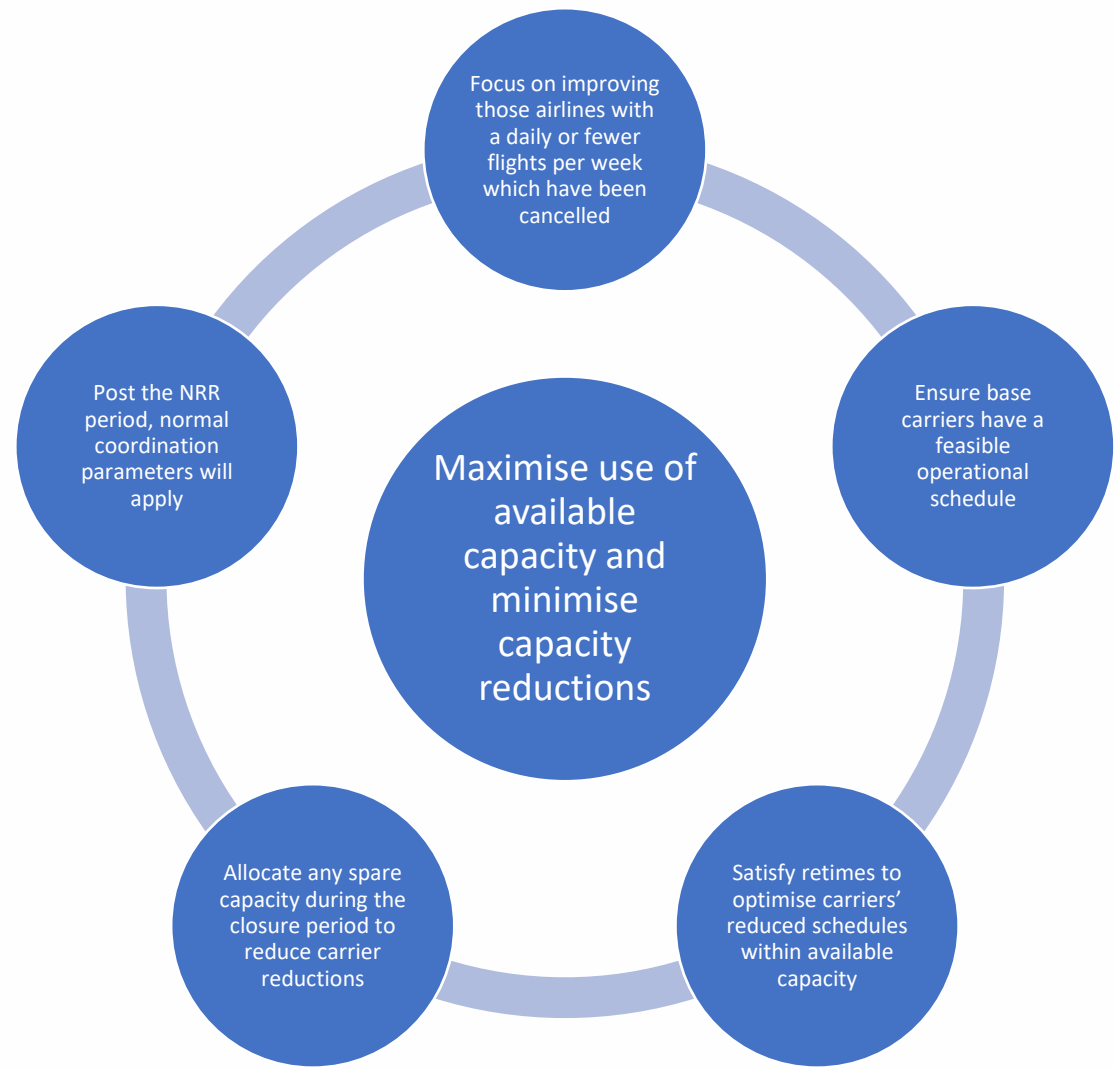 Focus on improving
those airlines with
a daily or fewer
flights per week
which have been
cancelled
Ensure base
carriers have a
feasible
operational
schedule
Satisfy retimes to
optimise carriers’
reduced schedules
within available
capacity
Allocate any spare
capacity during the
closure period to
reduce carrier
reductions
Post the NRR
period, normal
coordination
parameters will
apply
Maximise use of
available
capacity and
minimise
capacity
reductions